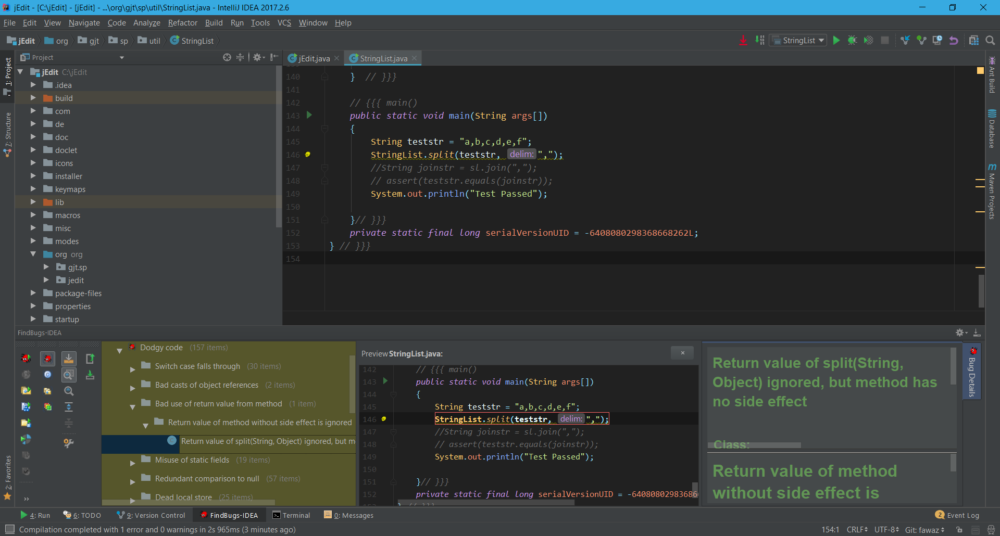 jEdit - [C:\jEdit] - [jEdit] - ...\org\gjt\sp\util\StringList.java - IntelliJ IDEA 2017.2.6
File Edit View Navigate Code Analyze Refactor Build Run Tools VCS Window Help
jEdit org gjt sp util StringList
StringList
1: Project
7: Structure
2: Favorites
Project
jEdit C:\jEdit
.idea
build
com
de
doc
doclet
icons
installer
keymaps
lib
macros
misc
modes
org org
gjt.sp
jedit
package-files
properties
startup
jEdit.java StringList.java
140 } // }}}
141
142 // {{{ main()
143 public static void main(String args[])
144 {
145 String teststr = "a,b,c,d,e,f";
146 StringList.split(teststr, delim: ",");
147 //String joinstr = sl.join(",");
148 // assert(teststr.equals(joinstr));
149 System.out.println("Test Passed");
150
151 }// }}}
152 private static final long serialVersionUID = -6408080298368668262L;
153 } // }}}
154
Ant Build
Database
Maven Projects
FindBugs-IDEA
Dodgy code (157 items)
Switch case falls through (30 items)
Bad casts of object references (2 items)
Bad use of return value from method (1 item)
Return value of method without side effect is ignored
Return value of split(String, Object) ignored, but m
Misuse of static fields (19 items)
Redundant comparison to null (57 items)
Dead local store (25 items)
Preview StringList.java:
142 // {{{ main()
143 public static void main(String args[])
144 {
145 String teststr = "a,b,c,d,e,f";
146 StringList.split(teststr, delim: ",");
147 //String joinstr = sl.join(",");
148 // assert(teststr.equals(joinstr));
149 System.out.println("Test Passed");
150
151 }// }}}
152 private static final long serialVersionUID = -64080802983686
Return value of split(String,
Object) ignored, but method has
no side effect
Class:
Return value of method
without side effect is
Bug Details
4: Run 6: TODO 9: Version Control FindBugs-IDEA Terminal 0: Messages
2 Event Log
Compilation completed with 1 error and 0 warnings in 2s 965ms (3 minutes ago)
154:1 CRLF UTF-8 Git: fawaz